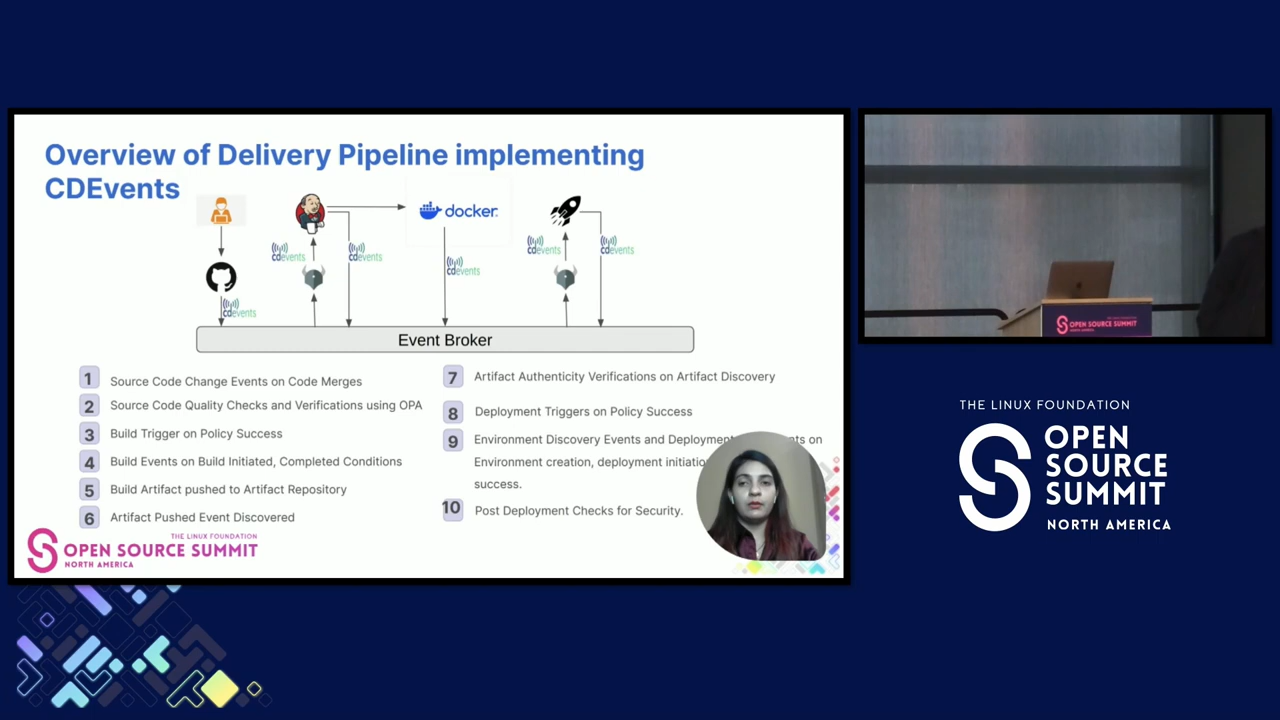 Overview of Delivery Pipeline implementing
CDEvents
docker
cdevents
cdevents
cdevents
cdevents
cdevents
cdevents
Event Broker
1 Source Code Change Events on Code Merges
2 Source Code Quality Checks and Verifications using OPA
3 Build Trigger on Policy Success
4 Build Events on Build Initiated, Completed Conditions
5 Build Artifact pushed to Artifact Repository
6 Artifact Pushed Event Discovered
7 Artifact Authenticity Verifications on Artifact Discovery
8 Deployment Triggers on Policy Success
9 Environment Discovery Events and Deployment on
Environment creation, deployment
success.
10 Post Deployment Checks for Security.
THE LINUX FOUNDATION
OPEN SOURCE SUMMIT
NORTH AMERICA
OPEN SOURCE SUMMIT
THE LINUX FOUNDATION
OPEN
SOURCE
SUMMIT
NORTH AMERICA